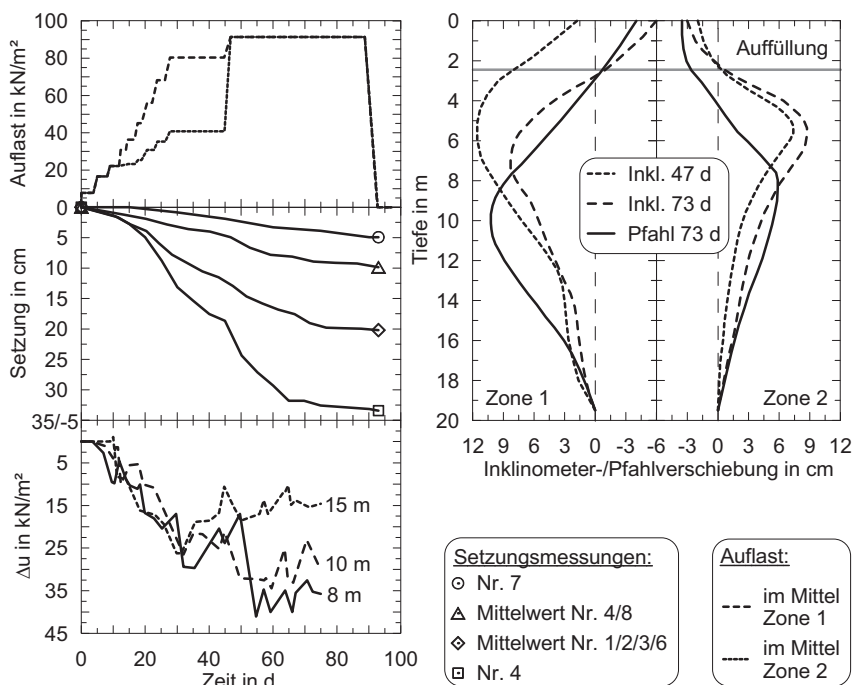 Auflast in kN/m²
100
80
60
40
20
0
Setzung in cm
5
10
15
20
25
30
35/-5
Δu in kN/m²
5
15
25
35
45
15 m
10 m
8 m
0 20 40 60 80 100
Zeit in d
Tiefe in m
0
2
4
6
8
10
12
14
16
18
20
Auffüllung
Inkl. 47 d
Inkl. 73 d
Pfahl 73 d
Zone 1
Zone 2
12 9 6 3 0 -3 -6 -3 0 3 6 9 12
Inklinometer-/Pfahlverschiebung in cm
Setzungsmessungen:
Nr. 7
Mittelwert Nr. 4/8
Mittelwert Nr. 1/2/3/6
Nr. 4
Auflast:
im Mittel
Zone 1
im Mittel
Zone 2